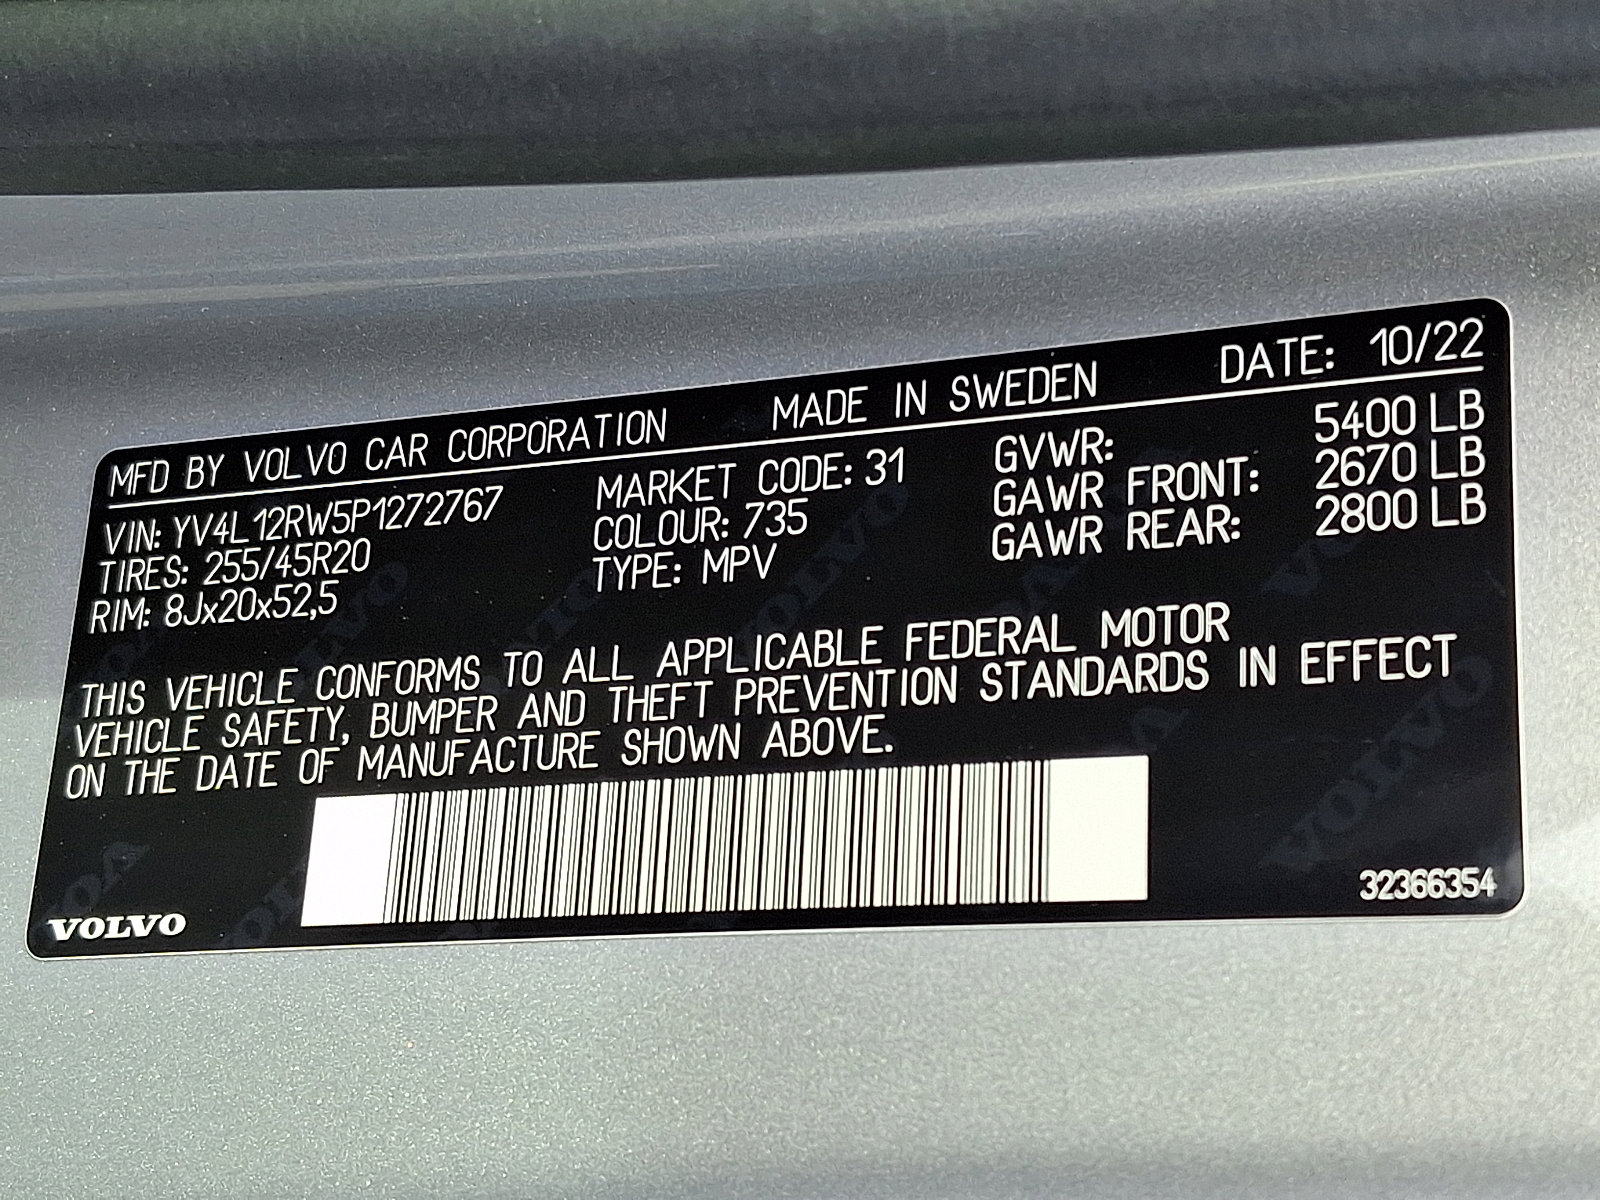 MFD BY VOLVO CAR CORPORATION MADE IN SWEDEN DATE: 10/22
VIN: YV4L12RW5P1272767 MARKET CODE: 31 GVWR: 5400 LB
TIRES: 255/45R20 COLOUR: 735 GAWR FRONT: 2670 LB
RIM: 8Jx20x52,5 TYPE: MPV GAWR REAR: 2800 LB
THIS VEHICLE CONFORMS TO ALL APPLICABLE FEDERAL MOTOR
VEHICLE SAFETY, BUMPER AND THEFT PREVENTION STANDARDS IN EFFECT
ON THE DATE OF MANUFACTURE SHOWN ABOVE.
VOLVO 32366354